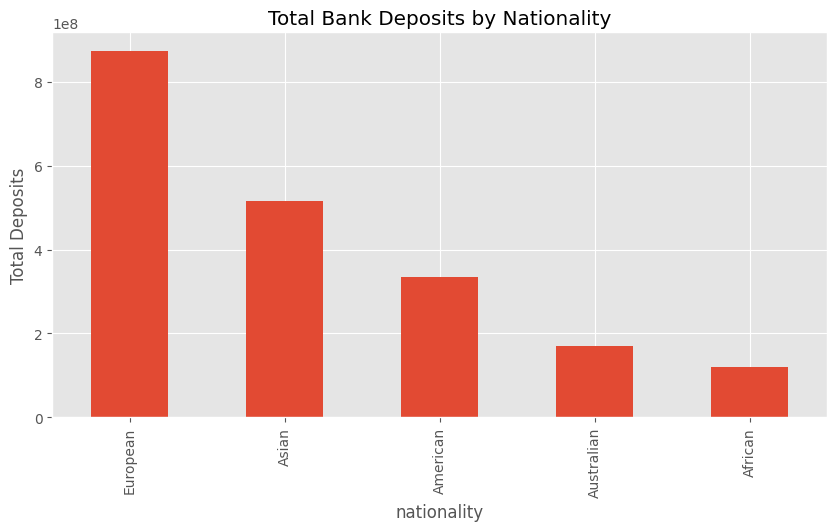 Total Bank Deposits by Nationality
1e8
8
6
4
2
0
Total Deposits
European
Asian
American
Australian
African
nationality